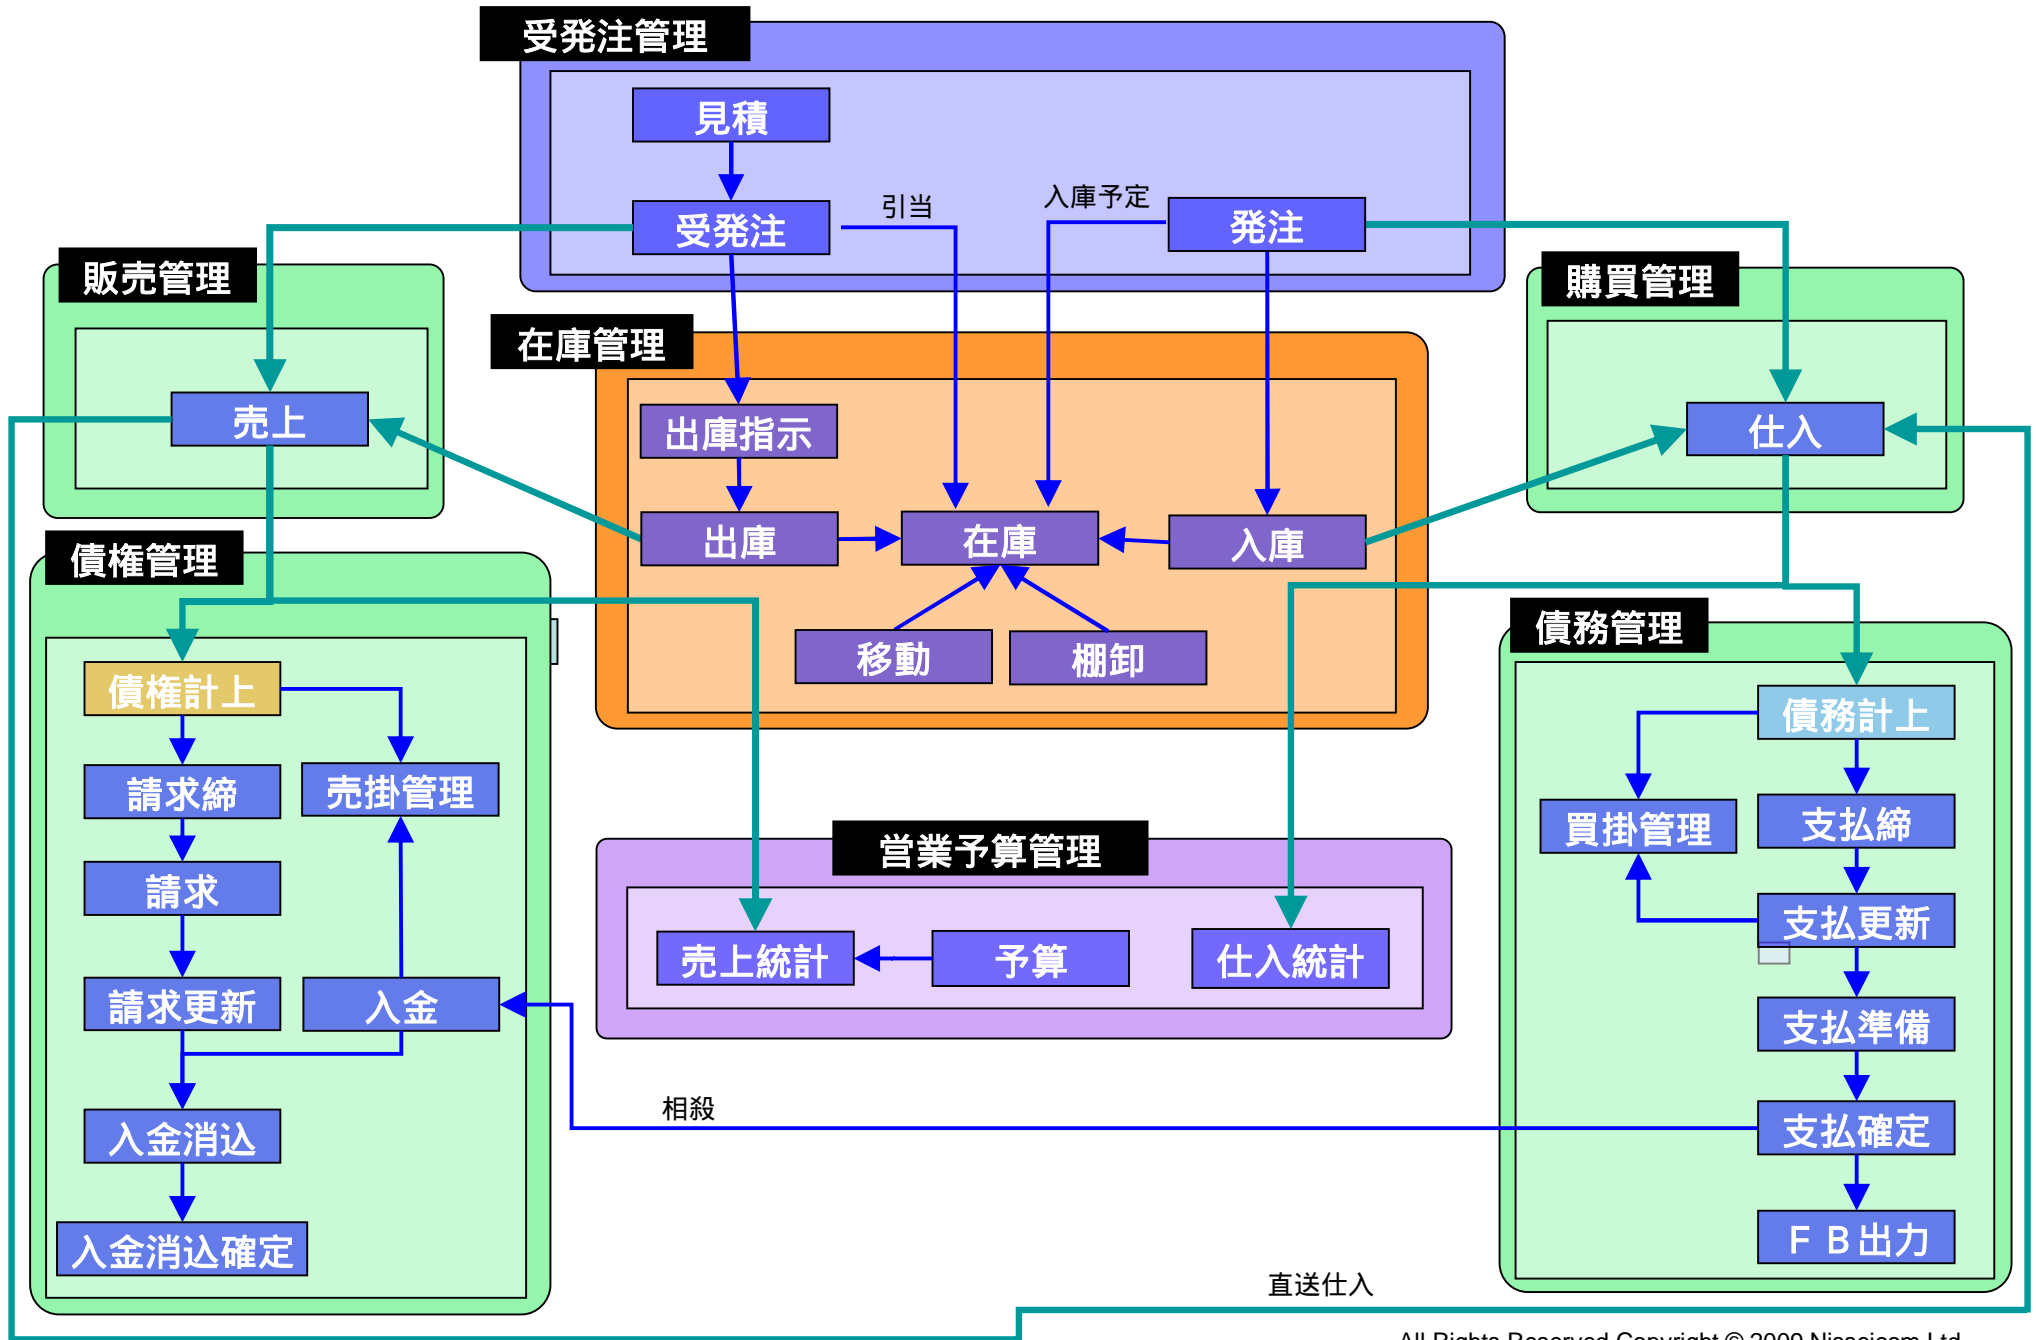 受発注管理
見積
受発注
引当
入庫予定
発注
販売管理
売上
購買管理
仕入
在庫管理
出庫指示
出庫
在庫
入庫
移動
棚卸
債権管理
債権計上
請求締
売掛管理
請求
請求更新
入金
入金消込
入金消込確定
営業予算管理
売上統計
予算
仕入統計
相殺
債務管理
債務計上
買掛管理
支払締
支払更新
支払準備
支払確定
ＦＢ出力
直送仕入
All Rights Reserved Copyright © 2009 Nisseicom Ltd